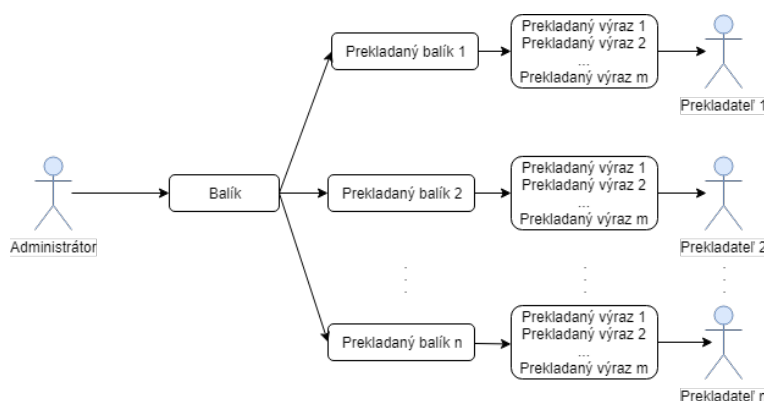 Prekladaný balík 1
Prekladaný výraz 1
Prekladaný výraz 2
...
Prekladaný výraz m
Prekladateľ 1
Administrátor
Balík
Prekladaný balík 2
Prekladaný výraz 1
Prekladaný výraz 2
...
Prekladaný výraz m
Prekladateľ 2
Prekladaný balík n
Prekladaný výraz 1
Prekladaný výraz 2
...
Prekladaný výraz m
Prekladateľ n